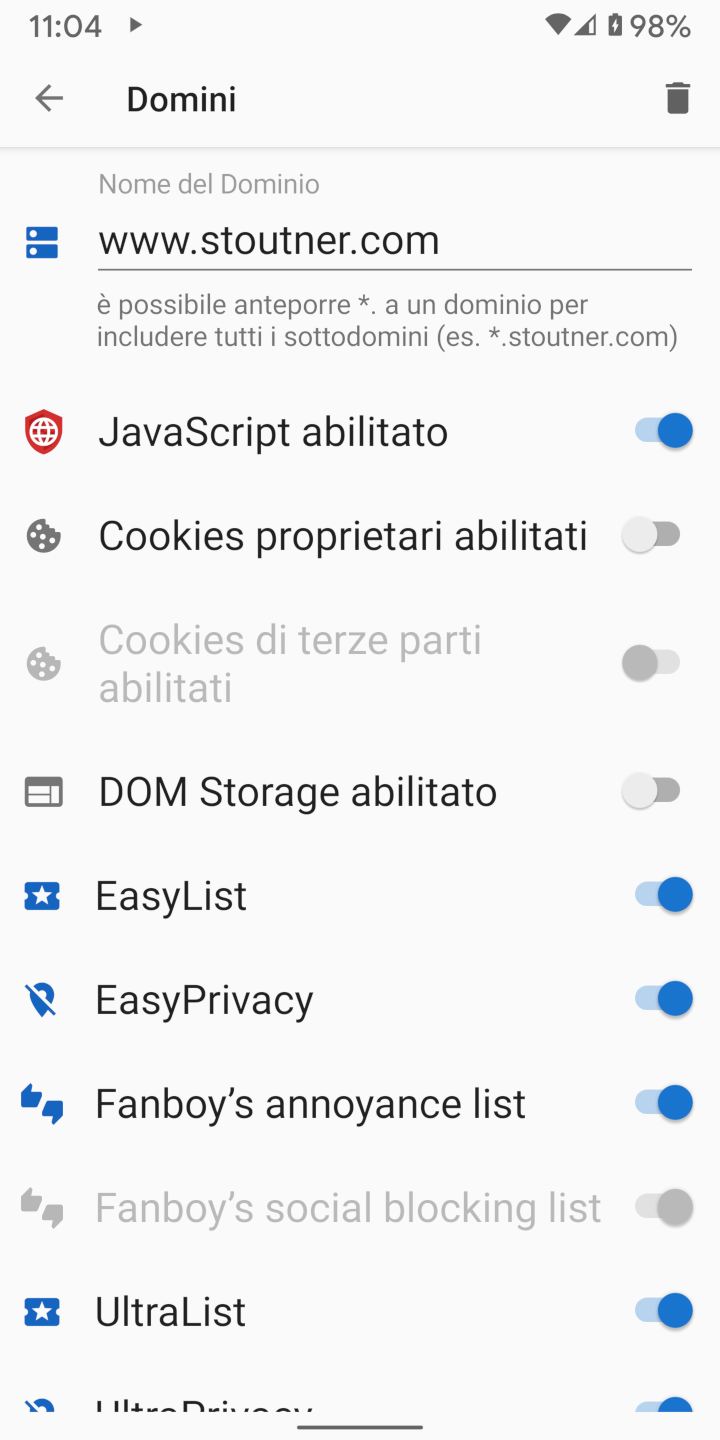 11:04
98%
Domini
Nome del Dominio
www.stoutner.com
è possibile anteporre *. a un dominio per
includere tutti i sottodomini (es. *.stoutner.com)
JavaScript abilitato
Cookies proprietari abilitati
Cookies di terze parti
abilitati
DOM Storage abilitato
EasyList
EasyPrivacy
Fanboy’s annoyance list
Fanboy’s social blocking list
UltraList
UltraPrivacy